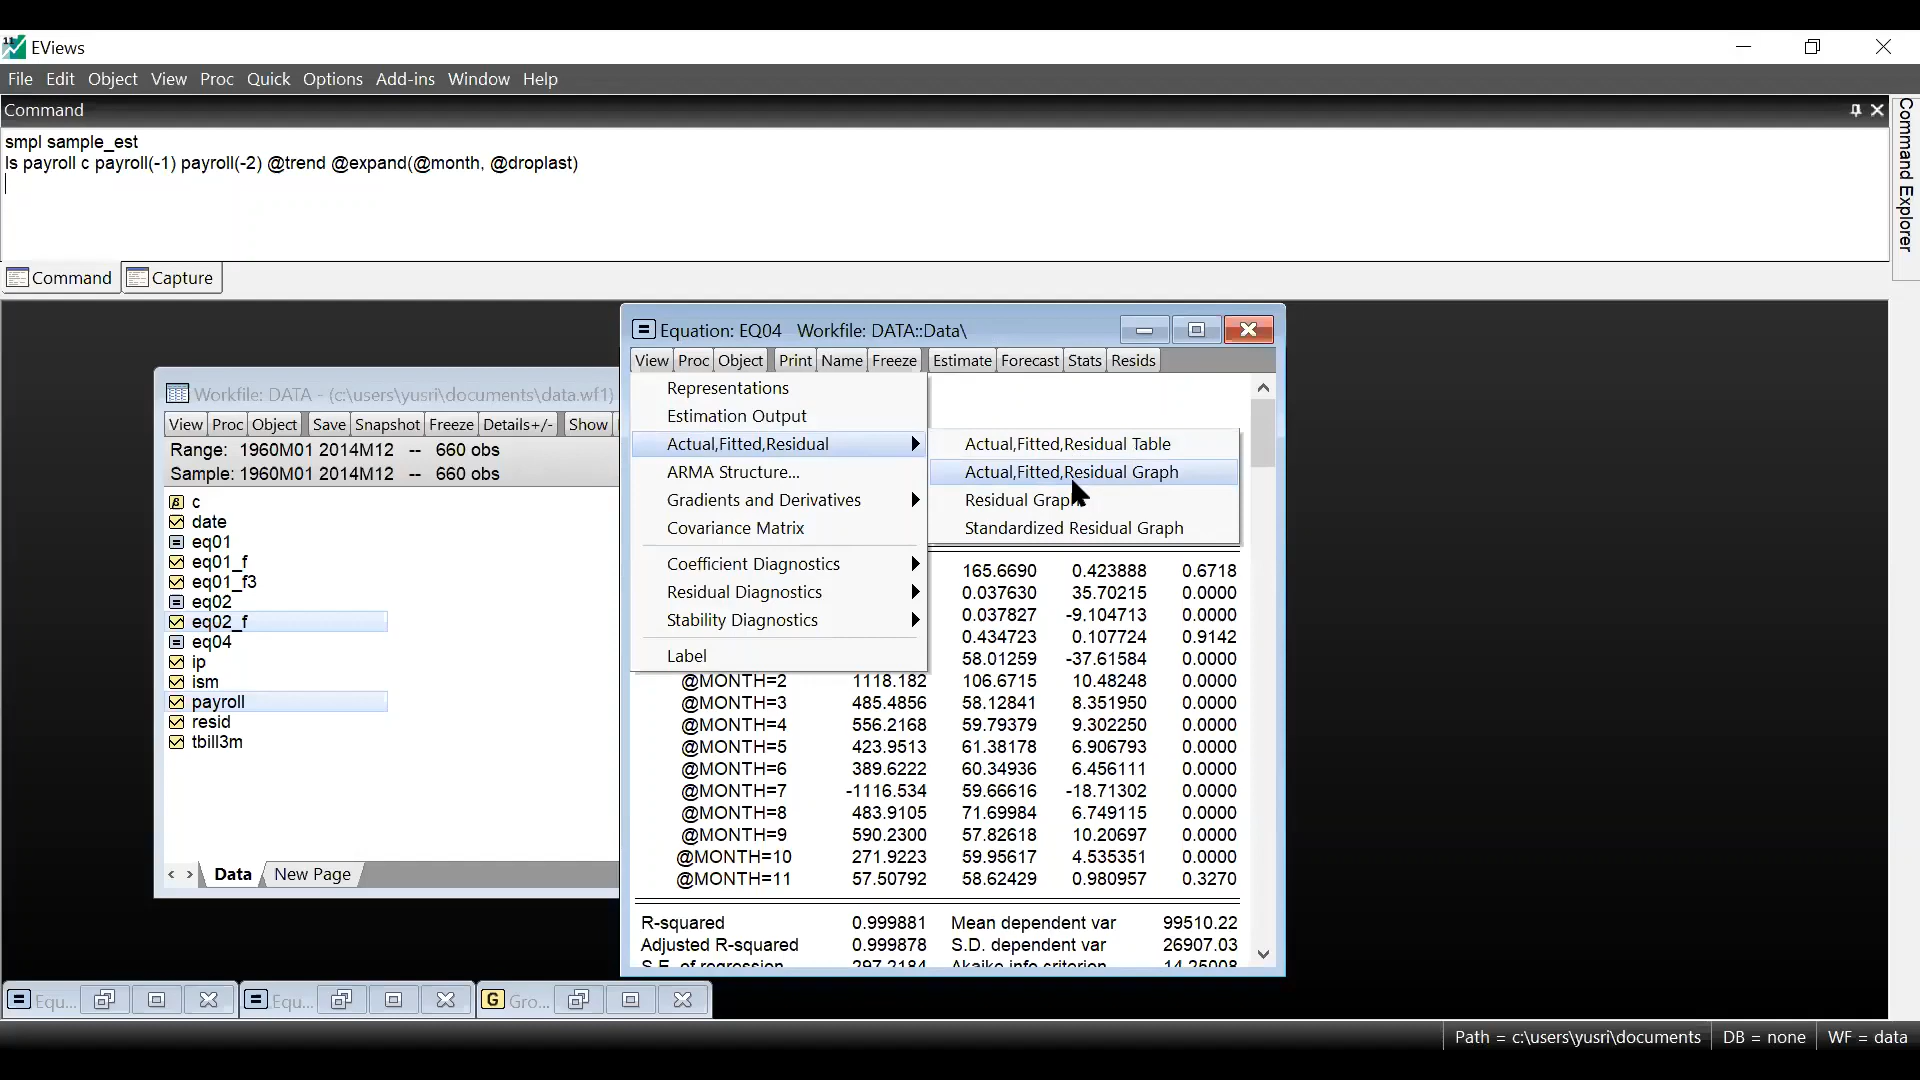 EViews
File Edit Object View Proc Quick Options Add-ins Window Help
Command
smpl sample_est
ls payroll c payroll(-1) payroll(-2) @trend @expand(@month, @droplast)
Command Capture
Command Explorer
Equation: EQ04 Workfile: DATA::Data\
View Proc Object Print Name Freeze Estimate Forecast Stats Resids
Representations
Estimation Output
Actual,Fitted,Residual
ARMA Structure...
Gradients and Derivatives
Covariance Matrix
Coefficient Diagnostics
Residual Diagnostics
Stability Diagnostics
Label
Actual,Fitted,Residual Table
Actual,Fitted,Residual Graph
Residual Graph
Standardized Residual Graph
165.6690 0.423888 0.6718
0.037630 35.70215 0.0000
0.037827 -9.104713 0.0000
0.434723 0.107724 0.9142
58.01259 -37.61584 0.0000
@MONTH=2 1118.182 106.6715 10.48248 0.0000
@MONTH=3 485.4856 58.12841 8.351950 0.0000
@MONTH=4 556.2168 59.79379 9.302250 0.0000
@MONTH=5 423.9513 61.38178 6.906793 0.0000
@MONTH=6 389.6222 60.34936 6.456111 0.0000
@MONTH=7 -1116.534 59.66616 -18.71302 0.0000
@MONTH=8 483.9105 71.69984 6.749115 0.0000
@MONTH=9 590.2300 57.82618 10.20697 0.0000
@MONTH=10 271.9223 59.95617 4.535351 0.0000
@MONTH=11 57.50792 58.62429 0.980957 0.3270
R-squared 0.999881 Mean dependent var 99510.22
Adjusted R-squared 0.999878 S.D. dependent var 26907.03
S.E. of regression 297.2184 Akaike info criterion 14.25008
Workfile: DATA - (c:\users\yusri\documents\data.wf1)
View Proc Object Save Snapshot Freeze Details+/- Show
Range: 1960M01 2014M12 -- 660 obs
Sample: 1960M01 2014M12 -- 660 obs
c
date
eq01
eq01_f
eq01_f3
eq02
eq02_f
eq04
ip
ism
payroll
resid
tbill3m
Data New Page
Equ... Equ... G Gro...
Path = c:\users\yusri\documents DB = none WF = data